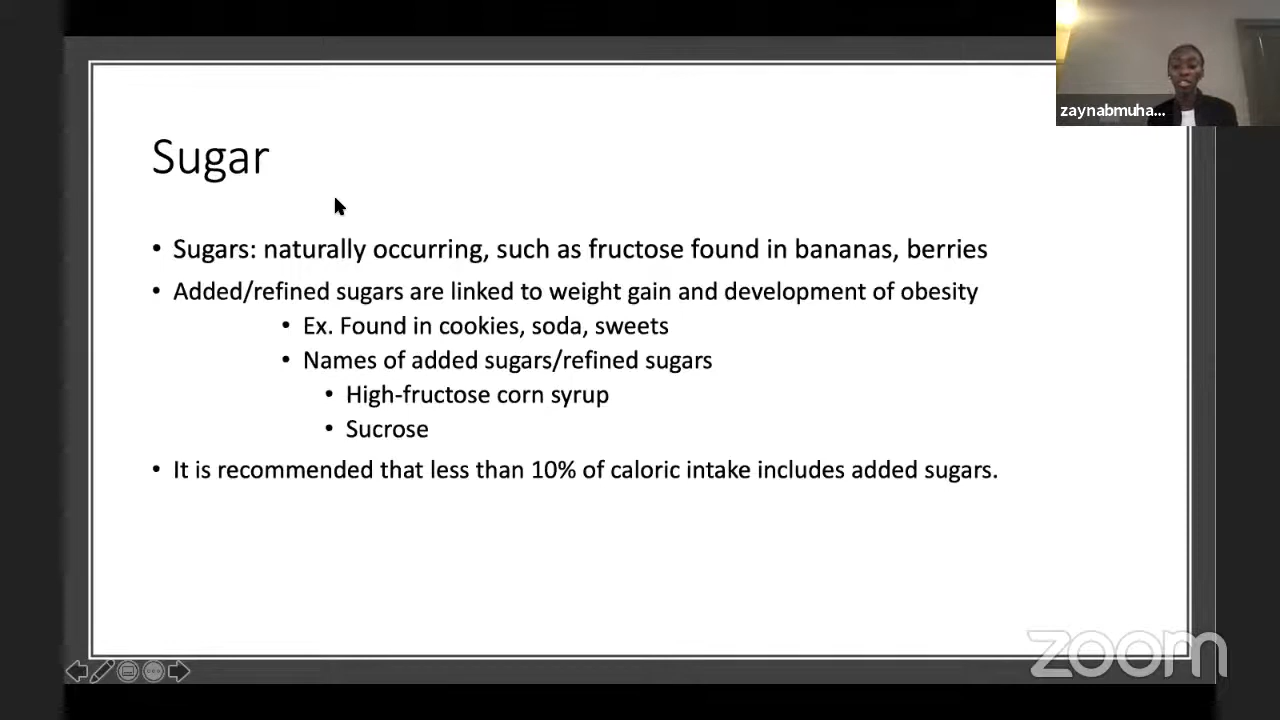 zaynabmuha...
Sugar
• Sugars: naturally occurring, such as fructose found in bananas, berries
• Added/refined sugars are linked to weight gain and development of obesity
• Ex. Found in cookies, soda, sweets
• Names of added sugars/refined sugars
• High-fructose corn syrup
• Sucrose
• It is recommended that less than 10% of caloric intake includes added sugars.
zoom